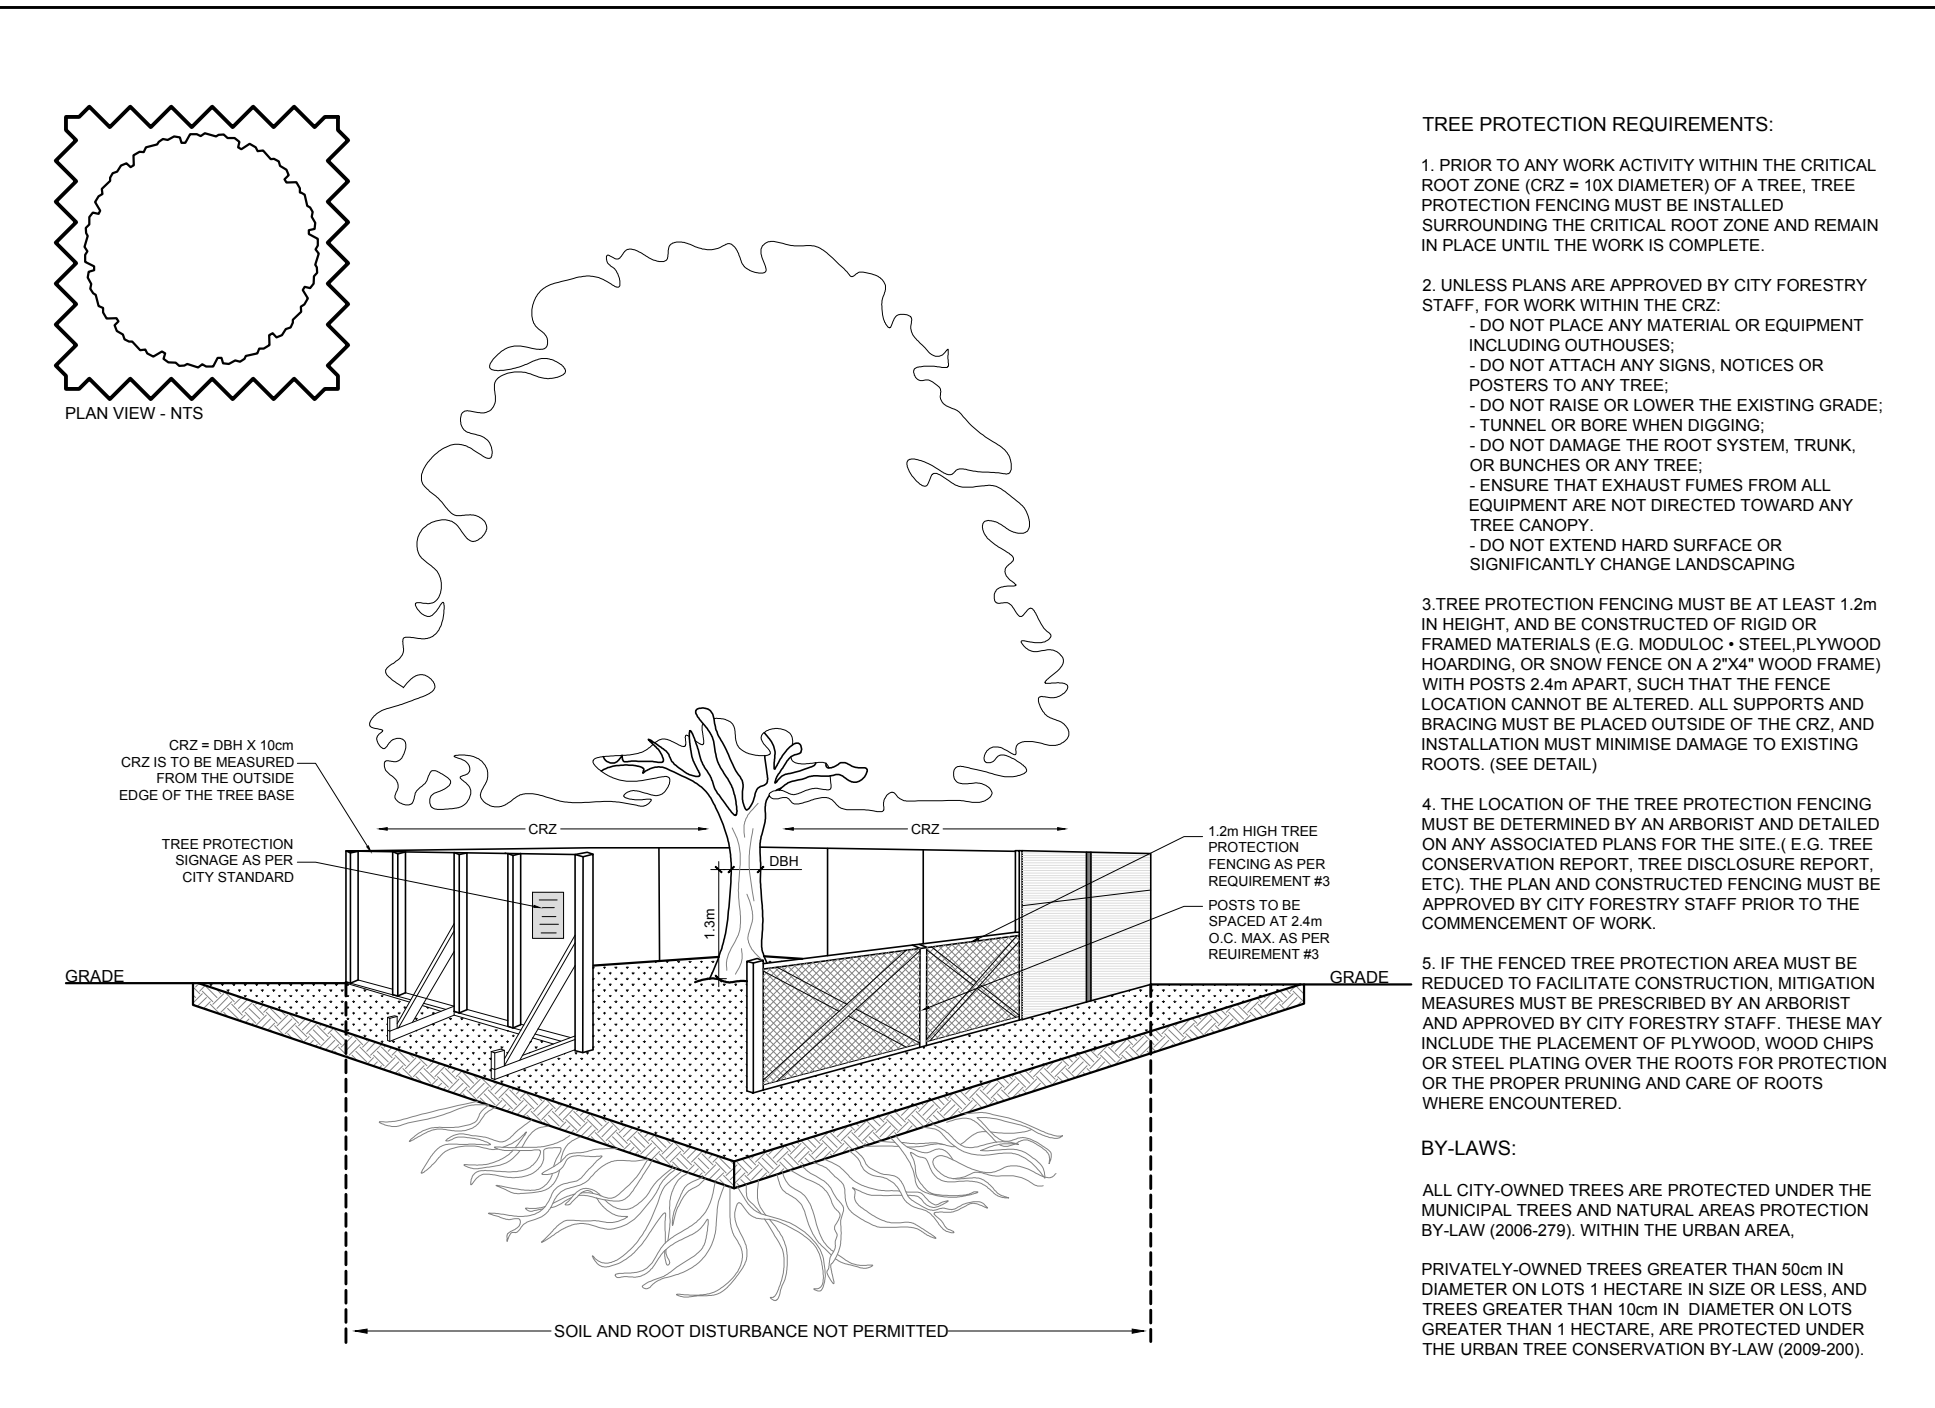 PLAN VIEW - NTS
CRZ = DBH X 10cm
CRZ IS TO BE MEASURED
FROM THE OUTSIDE
EDGE OF THE TREE BASE
TREE PROTECTION
SIGNAGE AS PER
CITY STANDARD
CRZ
CRZ
DBH
1.3m
1.2m HIGH TREE
PROTECTION
FENCING AS PER
REQUIREMENT #3
POSTS TO BE
SPACED AT 2.4m
O.C. MAX. AS PER
REUIREMENT #3
GRADE
GRADE
SOIL AND ROOT DISTURBANCE NOT PERMITTED
TREE PROTECTION REQUIREMENTS:
1. PRIOR TO ANY WORK ACTIVITY WITHIN THE CRITICAL
ROOT ZONE (CRZ = 10X DIAMETER) OF A TREE, TREE
PROTECTION FENCING MUST BE INSTALLED
SURROUNDING THE CRITICAL ROOT ZONE AND REMAIN
IN PLACE UNTIL THE WORK IS COMPLETE.
2. UNLESS PLANS ARE APPROVED BY CITY FORESTRY
STAFF, FOR WORK WITHIN THE CRZ:
- DO NOT PLACE ANY MATERIAL OR EQUIPMENT
INCLUDING OUTHOUSES;
- DO NOT ATTACH ANY SIGNS, NOTICES OR
POSTERS TO ANY TREE;
- DO NOT RAISE OR LOWER THE EXISTING GRADE;
- TUNNEL OR BORE WHEN DIGGING;
- DO NOT DAMAGE THE ROOT SYSTEM, TRUNK,
OR BUNCHES OR ANY TREE;
- ENSURE THAT EXHAUST FUMES FROM ALL
EQUIPMENT ARE NOT DIRECTED TOWARD ANY
TREE CANOPY.
- DO NOT EXTEND HARD SURFACE OR
SIGNIFICANTLY CHANGE LANDSCAPING
3.TREE PROTECTION FENCING MUST BE AT LEAST 1.2m
IN HEIGHT, AND BE CONSTRUCTED OF RIGID OR
FRAMED MATERIALS (E.G. MODULOC • STEEL,PLYWOOD
HOARDING, OR SNOW FENCE ON A 2"X4" WOOD FRAME)
WITH POSTS 2.4m APART, SUCH THAT THE FENCE
LOCATION CANNOT BE ALTERED. ALL SUPPORTS AND
BRACING MUST BE PLACED OUTSIDE OF THE CRZ, AND
INSTALLATION MUST MINIMISE DAMAGE TO EXISTING
ROOTS. (SEE DETAIL)
4. THE LOCATION OF THE TREE PROTECTION FENCING
MUST BE DETERMINED BY AN ARBORIST AND DETAILED
ON ANY ASSOCIATED PLANS FOR THE SITE.( E.G. TREE
CONSERVATION REPORT, TREE DISCLOSURE REPORT,
ETC). THE PLAN AND CONSTRUCTED FENCING MUST BE
APPROVED BY CITY FORESTRY STAFF PRIOR TO THE
COMMENCEMENT OF WORK.
5. IF THE FENCED TREE PROTECTION AREA MUST BE
REDUCED TO FACILITATE CONSTRUCTION, MITIGATION
MEASURES MUST BE PRESCRIBED BY AN ARBORIST
AND APPROVED BY CITY FORESTRY STAFF. THESE MAY
INCLUDE THE PLACEMENT OF PLYWOOD, WOOD CHIPS
OR STEEL PLATING OVER THE ROOTS FOR PROTECTION
OR THE PROPER PRUNING AND CARE OF ROOTS
WHERE ENCOUNTERED.
BY-LAWS:
ALL CITY-OWNED TREES ARE PROTECTED UNDER THE
MUNICIPAL TREES AND NATURAL AREAS PROTECTION
BY-LAW (2006-279). WITHIN THE URBAN AREA,
PRIVATELY-OWNED TREES GREATER THAN 50cm IN
DIAMETER ON LOTS 1 HECTARE IN SIZE OR LESS, AND
TREES GREATER THAN 10cm IN  DIAMETER ON LOTS
GREATER THAN 1 HECTARE, ARE PROTECTED UNDER
THE URBAN TREE CONSERVATION BY-LAW (2009-200).